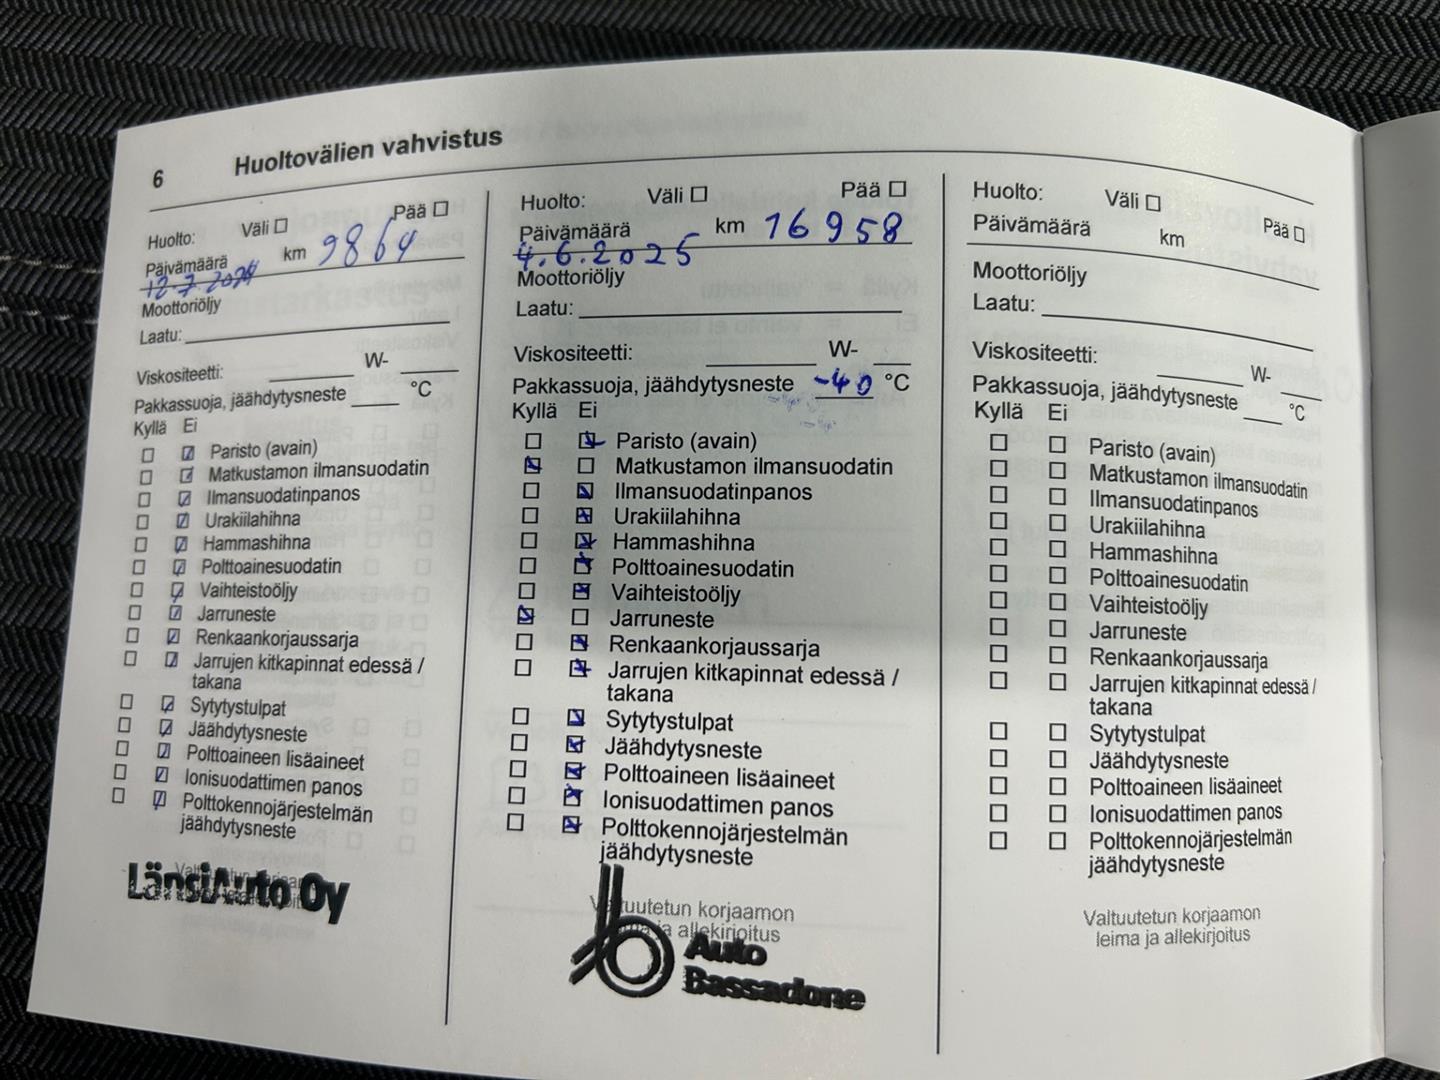 6 Huoltovälien vahvistus
Huolto: Väli ☐ Pää ☐
Päivämäärä km 9864
12.7.2024
Moottoriöljy
Laatu:
Viskositeetti: W-
Pakkassuoja, jäähdytysneste °C
Kyllä Ei
Paristo (avain)
Matkustamon ilmansuodatin
Ilmansuodatinpanos
Urakiilahihna
Hammashihna
Polttoainesuodatin
Vaihteistoöljy
Jarruneste
Renkaankorjaussarja
Jarrujen kitkapinnat edessä /
takana
Sytytystulpat
Jäähdytysneste
Polttoaineen lisäaineet
Ionisuodattimen panos
Polttokennojärjestelmän
jäähdytysneste
LänsiAuto Oy
Huolto: Väli ☐ Pää ☐
Päivämäärä km 16958
4.6.2025
Moottoriöljy
Laatu:
Viskositeetti: W-
Pakkassuoja, jäähdytysneste -40 °C
Kyllä Ei
Paristo (avain)
Matkustamon ilmansuodatin
Ilmansuodatinpanos
Urakiilahihna
Hammashihna
Polttoainesuodatin
Vaihteistoöljy
Jarruneste
Renkaankorjaussarja
Jarrujen kitkapinnat edessä /
takana
Sytytystulpat
Jäähdytysneste
Polttoaineen lisäaineet
Ionisuodattimen panos
Polttokennojärjestelmän
jäähdytysneste
Valtuutetun korjaamon
leima ja allekirjoitus
Auto
Bassadone
Huolto: Väli ☐ Pää ☐
Päivämäärä km
Moottoriöljy
Laatu:
Viskositeetti: W-
Pakkassuoja, jäähdytysneste °C
Kyllä Ei
Paristo (avain)
Matkustamon ilmansuodatin
Ilmansuodatinpanos
Urakiilahihna
Hammashihna
Polttoainesuodatin
Vaihteistoöljy
Jarruneste
Renkaankorjaussarja
Jarrujen kitkapinnat edessä /
takana
Sytytystulpat
Jäähdytysneste
Polttoaineen lisäaineet
Ionisuodattimen panos
Polttokennojärjestelmän
jäähdytysneste
Valtuutetun korjaamon
leima ja allekirjoitus